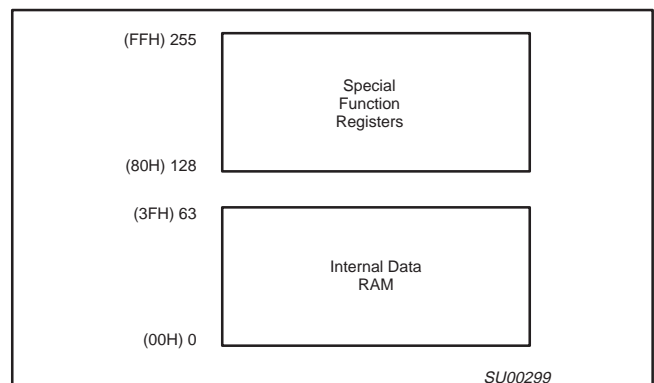 (FFH) 255
Special
Function
Registers
(80H) 128
(3FH) 63
Internal Data
RAM
(00H) 0
SU00299